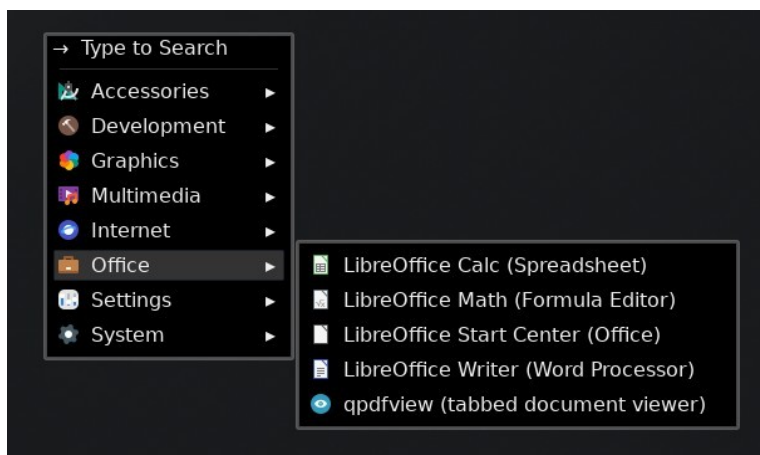 → Type to Search
Accessories ▸
Development ▸
Graphics ▸
Multimedia ▸
Internet ▸
Office ▸
Settings ▸
System ▸
LibreOffice Calc (Spreadsheet)
LibreOffice Math (Formula Editor)
LibreOffice Start Center (Office)
LibreOffice Writer (Word Processor)
qpdfview (tabbed document viewer)